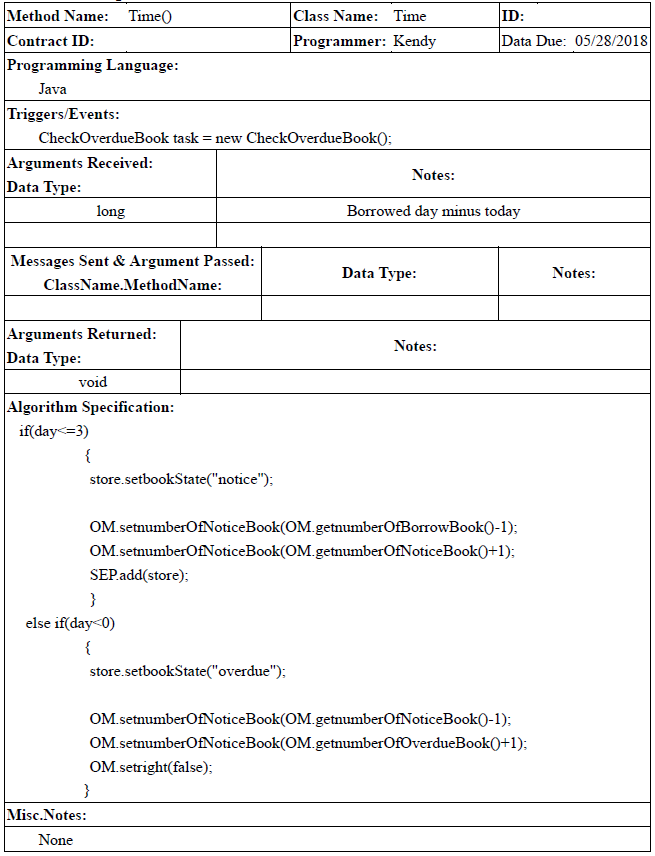 Method Name: Time() Class Name: Time ID:
Contract ID: Programmer: Kendy Data Due: 05/28/2018
Programming Language:
Java
Triggers/Events:
CheckOverdueBook task = new CheckOverdueBook();
Arguments Received:
Data Type:
Notes:
long Borrowed day minus today
Messages Sent & Argument Passed:
ClassName.MethodName:
Data Type:
Notes:
Arguments Returned:
Data Type:
Notes:
void
Algorithm Specification:
if(day<=3)
{
store.setbookState("notice");
OM.setnumberOfNoticeBook(OM.getnumberOfBorrowBook()-1);
OM.setnumberOfNoticeBook(OM.getnumberOfNoticeBook()+1);
SEP.add(store);
}
else if(day<0)
{
store.setbookState("overdue");
OM.setnumberOfNoticeBook(OM.getnumberOfNoticeBook()-1);
OM.setnumberOfNoticeBook(OM.getnumberOfOverdueBook()+1);
OM.setright(false);
}
Misc.Notes:
None